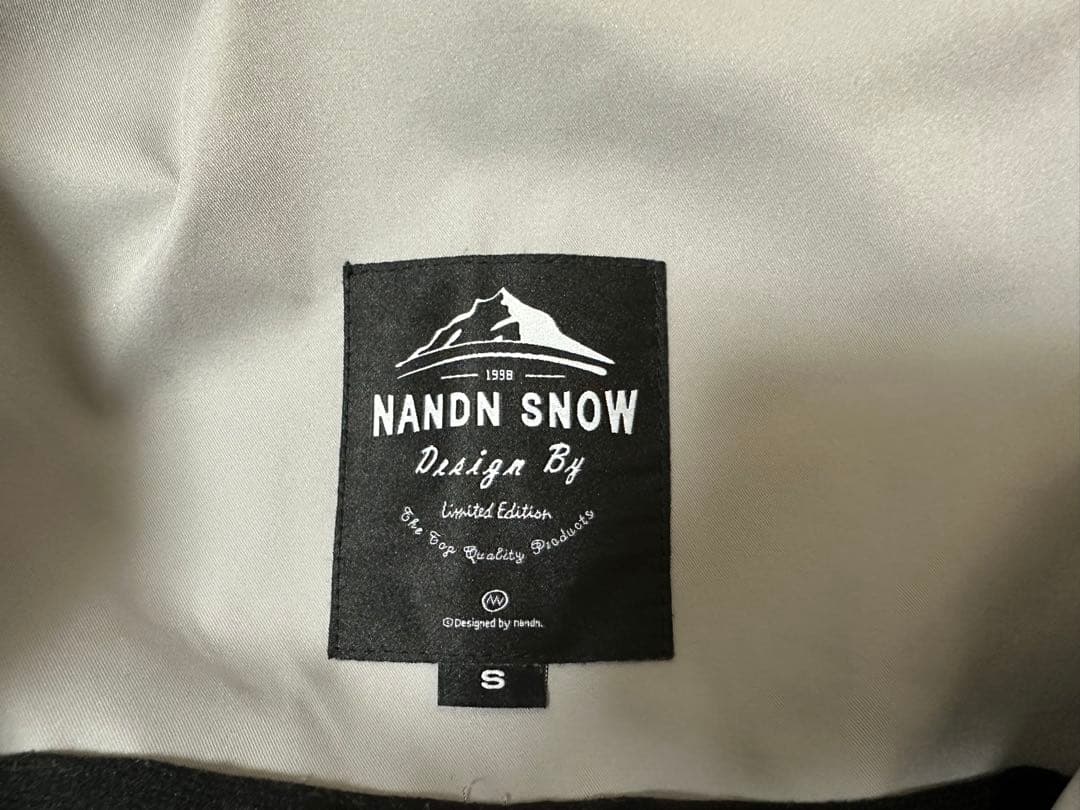 1998
NANDN SNOW
Design By
Limited Edition
The Top Quality Products
©Designed by nandn.
S